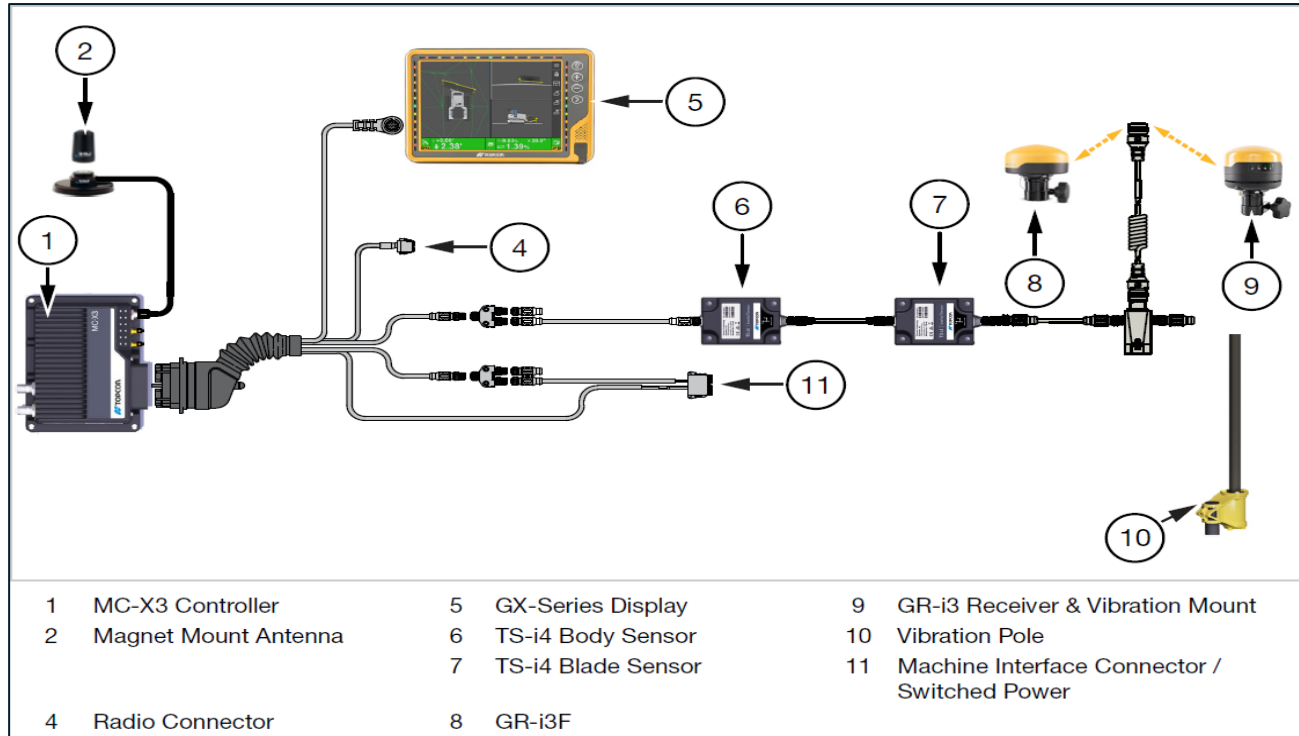 2
5
6
7
8
9
1
4
11
10
MC-X3
TOPCON
TOPCON
1 MC-X3 Controller
2 Magnet Mount Antenna
4 Radio Connector
5 GX-Series Display
6 TS-i4 Body Sensor
7 TS-i4 Blade Sensor
8 GR-i3F
9 GR-i3 Receiver & Vibration Mount
10 Vibration Pole
11 Machine Interface Connector /
Switched Power